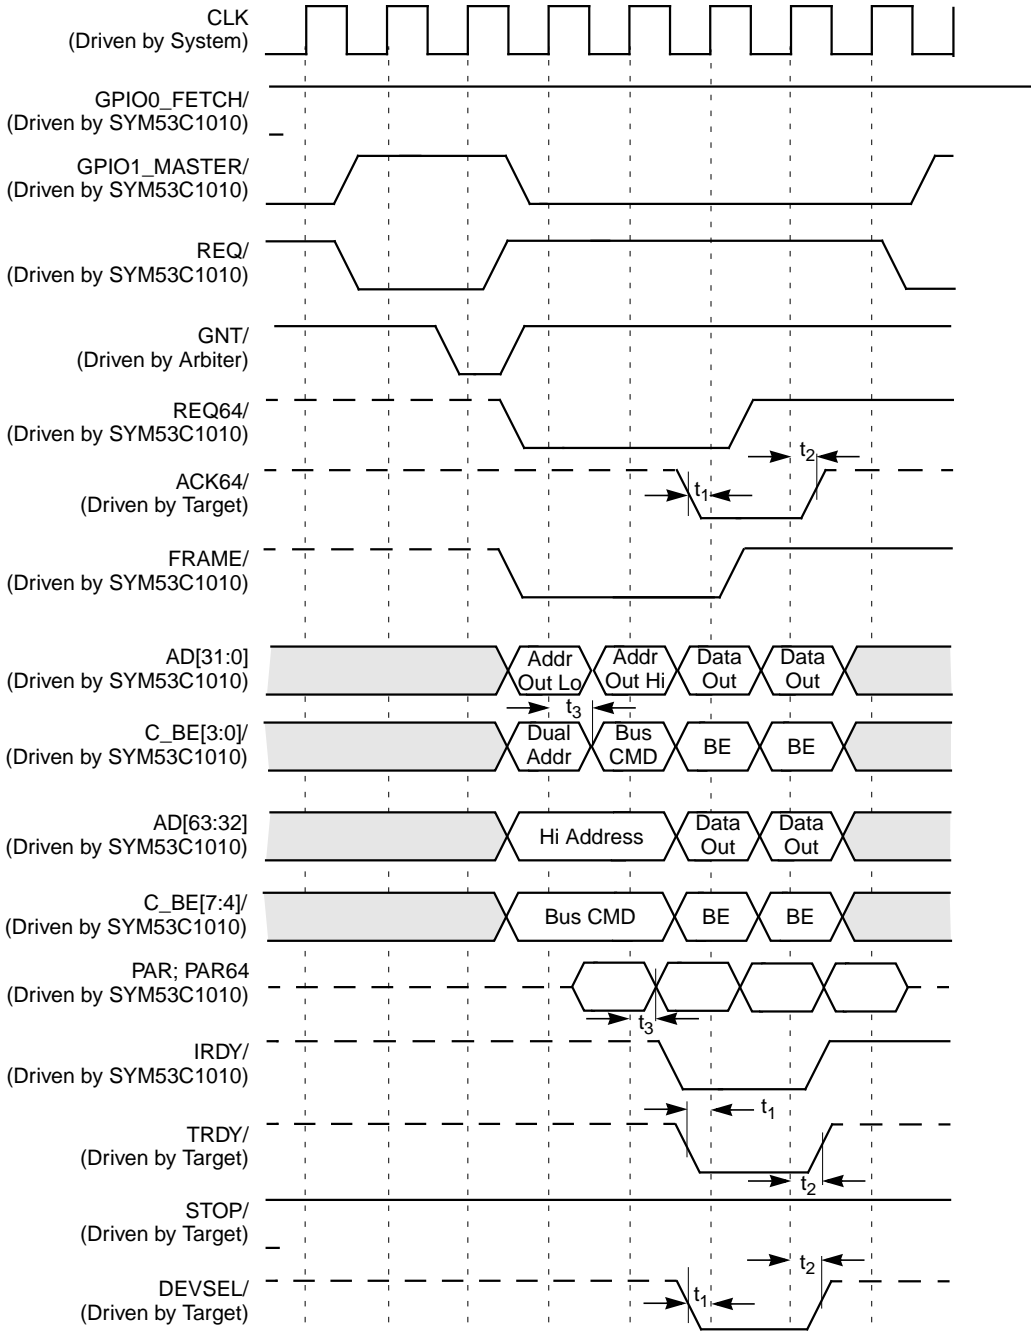 CLK
(Driven by System)
GPIO0_FETCH/
(Driven by SYM53C1010)
GPIO1_MASTER/
(Driven by SYM53C1010)
REQ/
(Driven by SYM53C1010)
GNT/
(Driven by Arbiter)
REQ64/
(Driven by SYM53C1010)
t2
ACK64/
(Driven by Target)
t1
FRAME/
(Driven by SYM53C1010)
AD[31:0]
(Driven by SYM53C1010)
Addr Addr Data Data
Out Lo Out Hi Out Out
t3
C_BE[3:0]/
(Driven by SYM53C1010)
Dual Bus BE BE
Addr CMD
AD[63:32]
(Driven by SYM53C1010)
Hi Address Data Data
Out Out
C_BE[7:4]/
(Driven by SYM53C1010)
Bus CMD BE BE
PAR; PAR64
(Driven by SYM53C1010)
t3
IRDY/
(Driven by SYM53C1010)
t1
TRDY/
(Driven by Target)
t2
STOP/
(Driven by Target)
t2
DEVSEL/
(Driven by Target)
t1